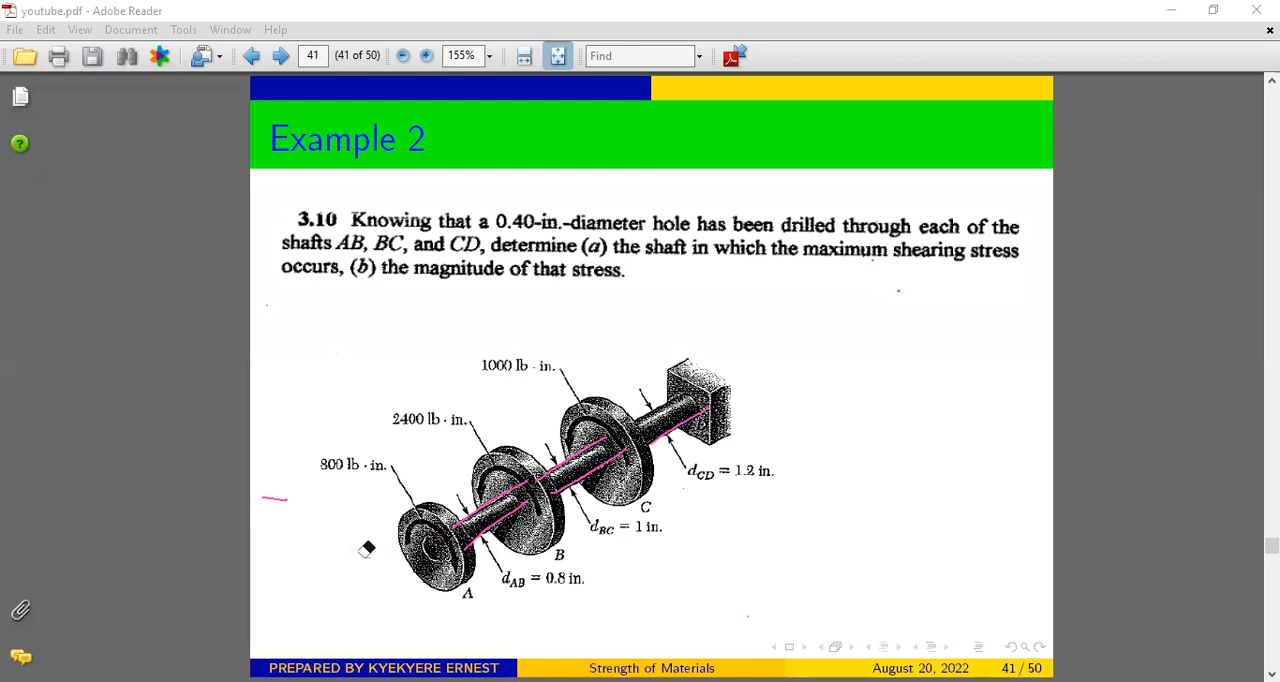 youtube.pdf - Adobe Reader
File Edit View Document Tools Window Help
41 (41 of 50) 155% Find
Example 2
3.10 Knowing that a 0.40-in.-diameter hole has been drilled through each of the
shafts AB, BC, and CD, determine (a) the shaft in which the maximum shearing stress
occurs, (b) the magnitude of that stress.
1000 lb · in.
2400 lb · in.
800 lb · in.
D
dCD = 1.2 in.
C
dBC = 1 in.
B
dAB = 0.8 in.
A
PREPARED BY KYEKYERE ERNEST Strength of Materials August 20, 2022 41 / 50